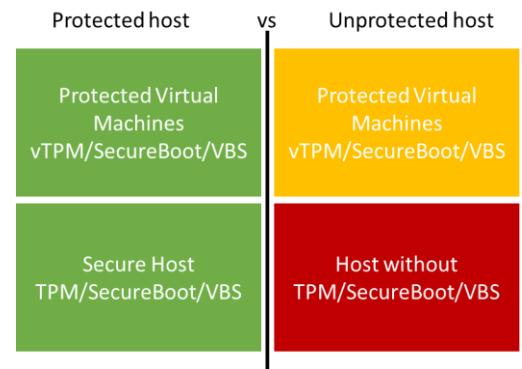 Protected host vs Unprotected host
Protected Virtual
Machines
vTPM/SecureBoot/VBS
Protected Virtual
Machines
vTPM/SecureBoot/VBS
Secure Host
TPM/SecureBoot/VBS
Host without
TPM/SecureBoot/VBS